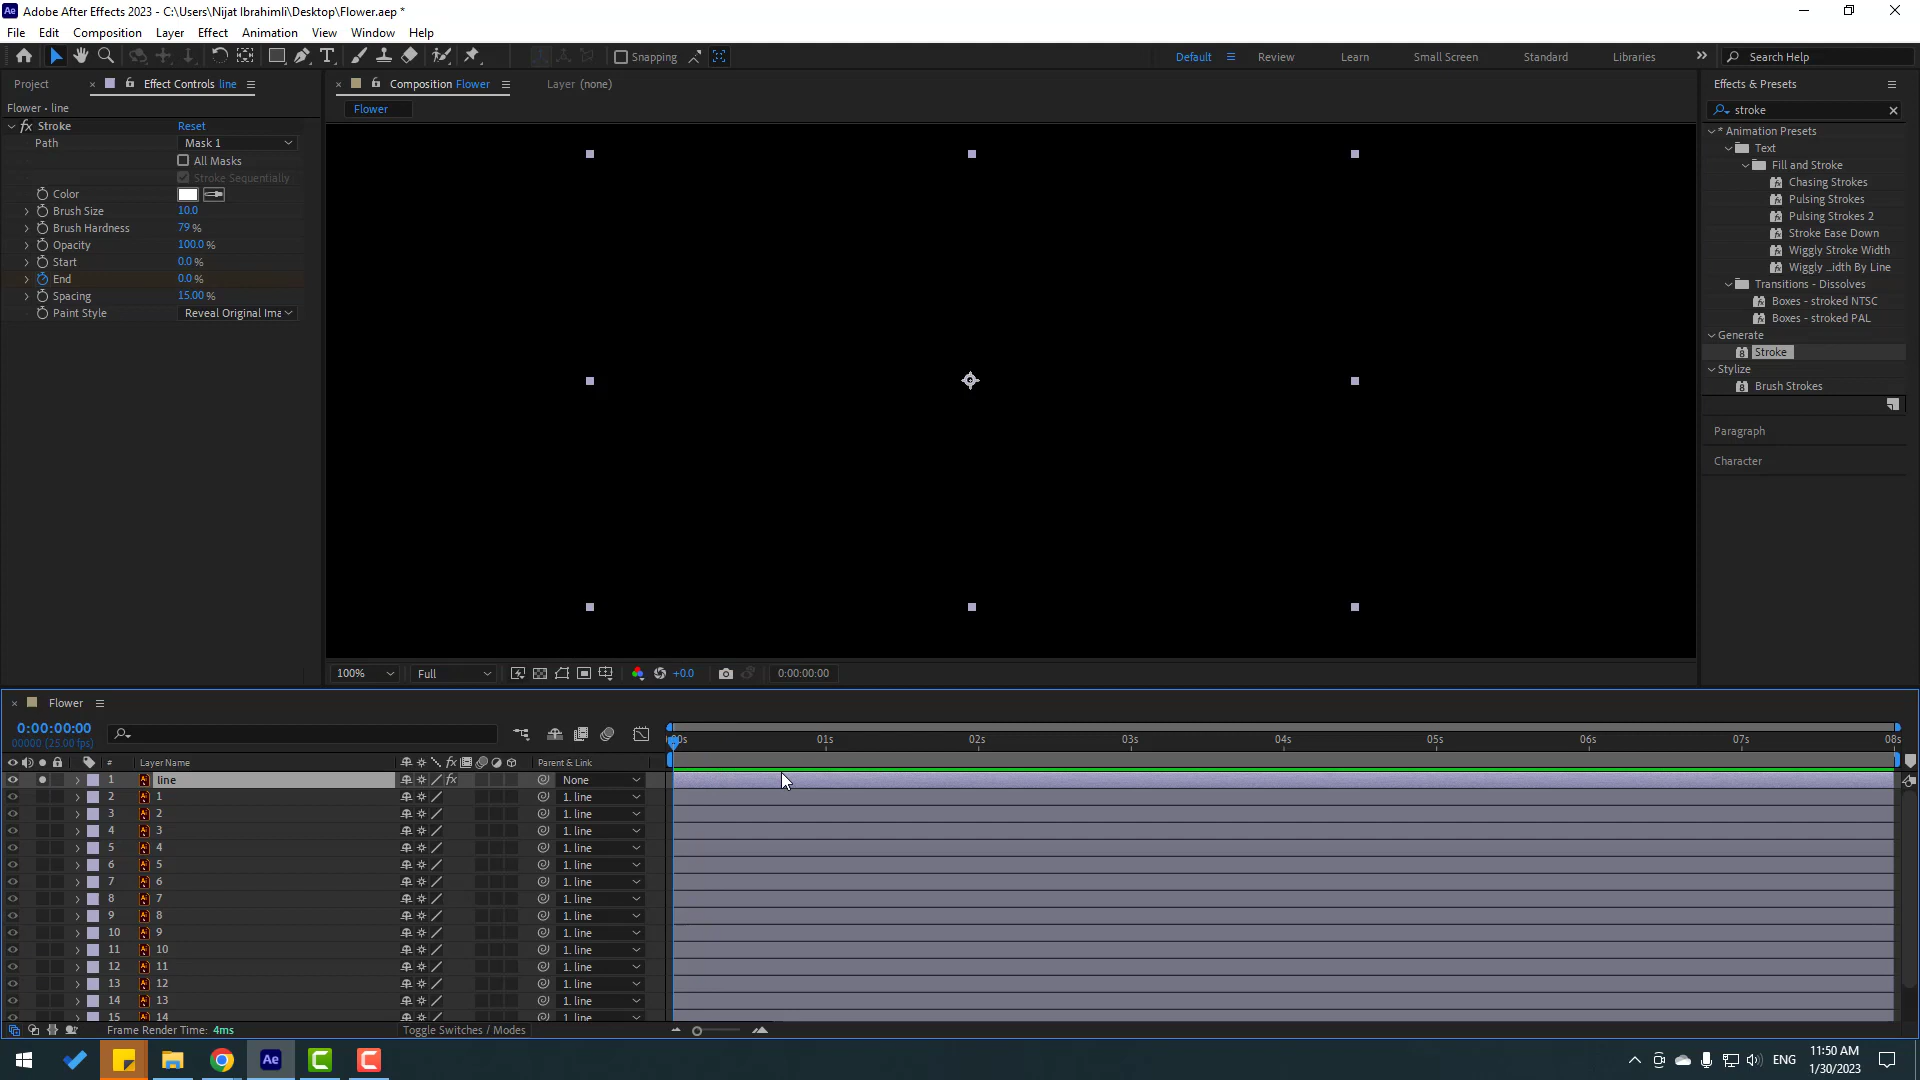 Adobe After Effects 2023 - C:\Users\Nijat Ibrahimli\Desktop\Flower.aep *
File Edit Composition Layer Effect Animation View Window Help
Snapping
Default Review Learn Small Screen Standard Libraries Search Help
Project
Effect Controls line
Flower • line
fx Stroke Reset
Path Mask 1
All Masks
Stroke Sequentially
Color
Brush Size 10.0
Brush Hardness 79 %
Opacity 100.0 %
Start 0.0 %
End 0.0 %
Spacing 15.00 %
Paint Style Reveal Original Ima
Composition Flower
Layer (none)
Flower
100% Full +0.0 0:00:00:00
Effects & Presets
stroke
* Animation Presets
Text
Fill and Stroke
Chasing Strokes
Pulsing Strokes
Pulsing Strokes 2
Stroke Ease Down
Wiggly Stroke Width
Wiggly ...idth By Line
Transitions - Dissolves
Boxes - stroked NTSC
Boxes - stroked PAL
Generate
Stroke
Stylize
Brush Strokes
Paragraph
Character
Flower
0:00:00:00
00000 (25.00 fps)
:00s 01s 02s 03s 04s 05s 06s 07s 08s
# Layer Name fx Parent & Link
1 line fx None
2 1 1. line
3 2 1. line
4 3 1. line
5 4 1. line
6 5 1. line
7 6 1. line
8 7 1. line
9 8 1. line
10 9 1. line
11 10 1. line
12 11 1. line
13 12 1. line
14 13 1. line
15 14 1. line
Frame Render Time: 4ms Toggle Switches / Modes
Ae
ENG
11:50 AM
1/30/2023